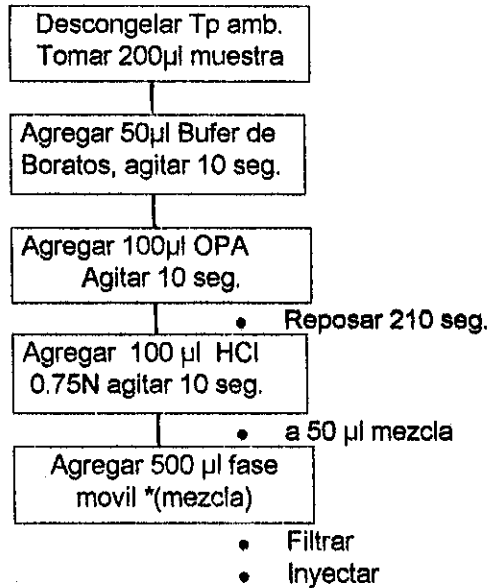 Descongelar Tp amb.
Tomar 200µl muestra
Agregar 50µl Bufer de
Boratos, agitar 10 seg.
Agregar 100µl OPA
Agitar 10 seg.
• Reposar 210 seg.
Agregar 100 µl HCl
0.75N agitar 10 seg.
• a 50 µl mezcla
Agregar 500 µl fase
movil *(mezcla)
• Filtrar
• Inyectar